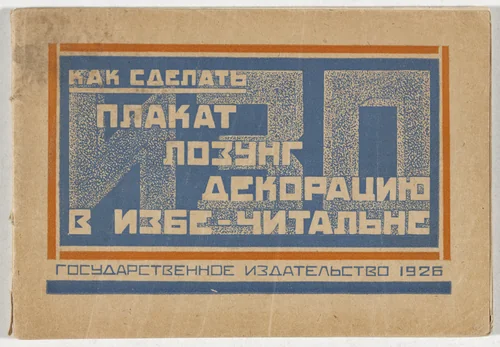 ИЗО
КАК СДЕЛАТЬ
ПЛАКАТ
ЛОЗУНГ
ДЕКОРАЦИЮ
В ИЗБЕ-ЧИТАЛЬНЕ
ГОСУДАРСТВЕННОЕ ИЗДАТЕЛЬСТВО 1926